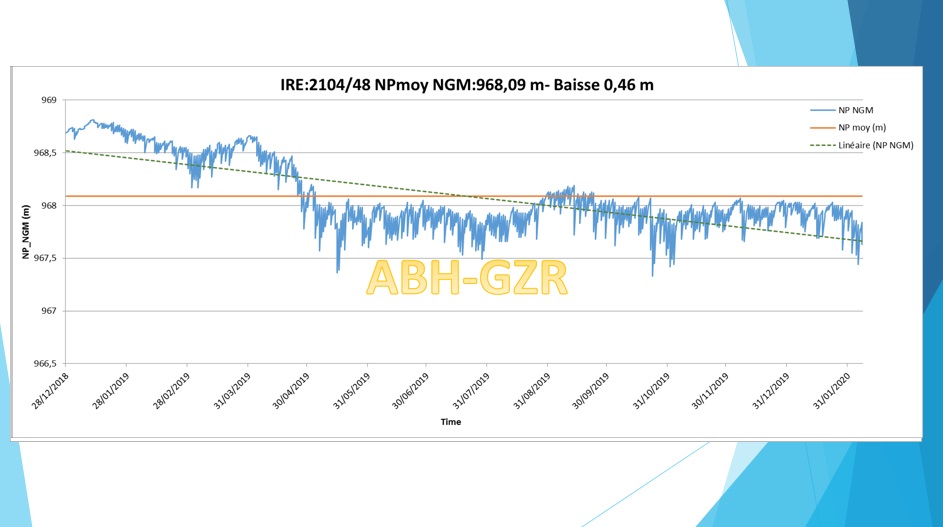 IRE:2104/48 NPmoy NGM:968,09 m- Baisse 0,46 m
969
968,5
968
967,5
967
966,5
NP_NGM (m)
NP NGM
NP moy (m)
Linéaire (NP NGM)
ABH-GZR
28/12/2018
28/01/2019
28/02/2019
31/03/2019
30/04/2019
31/05/2019
30/06/2019
31/07/2019
31/08/2019
30/09/2019
31/10/2019
30/11/2019
31/12/2019
31/01/2020
Time